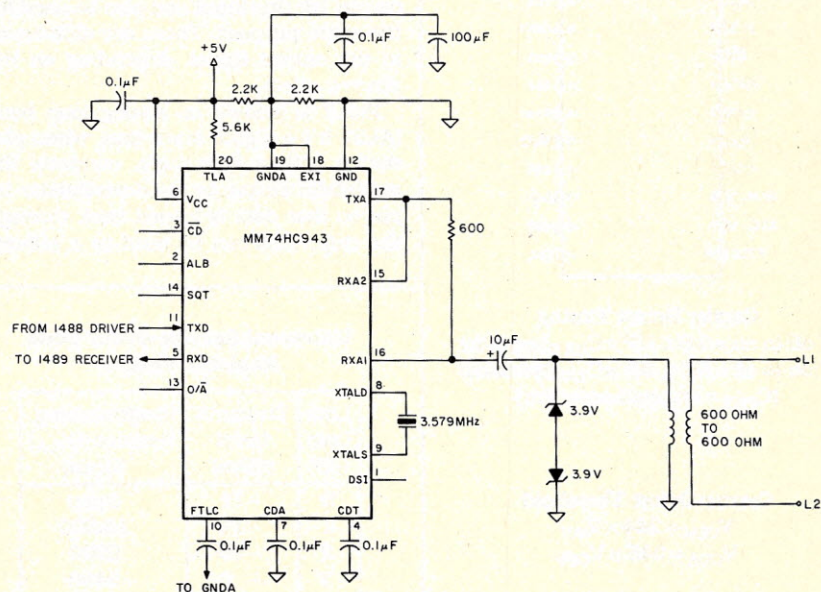 0.1µF
100µF
+5V
0.1µF
2.2K
2.2K
5.6K
20
19
18
12
TLA
GNDA
EXI
GND
6
VCC
TXA
17
3
CD
MM74HC943
600
2
ALB
RXA2
15
14
SQT
FROM 1488 DRIVER
11
TXD
TO 1489 RECEIVER
5
RXD
RXA1
16
10µF
+
L1
13
O/A
XTALD
8
3.579MHz
3.9V
600 OHM
TO
600 OHM
XTALS
9
DSI
1
3.9V
L2
FTLC
CDA
CDT
10
7
4
0.1µF
0.1µF
0.1µF
TO GNDA